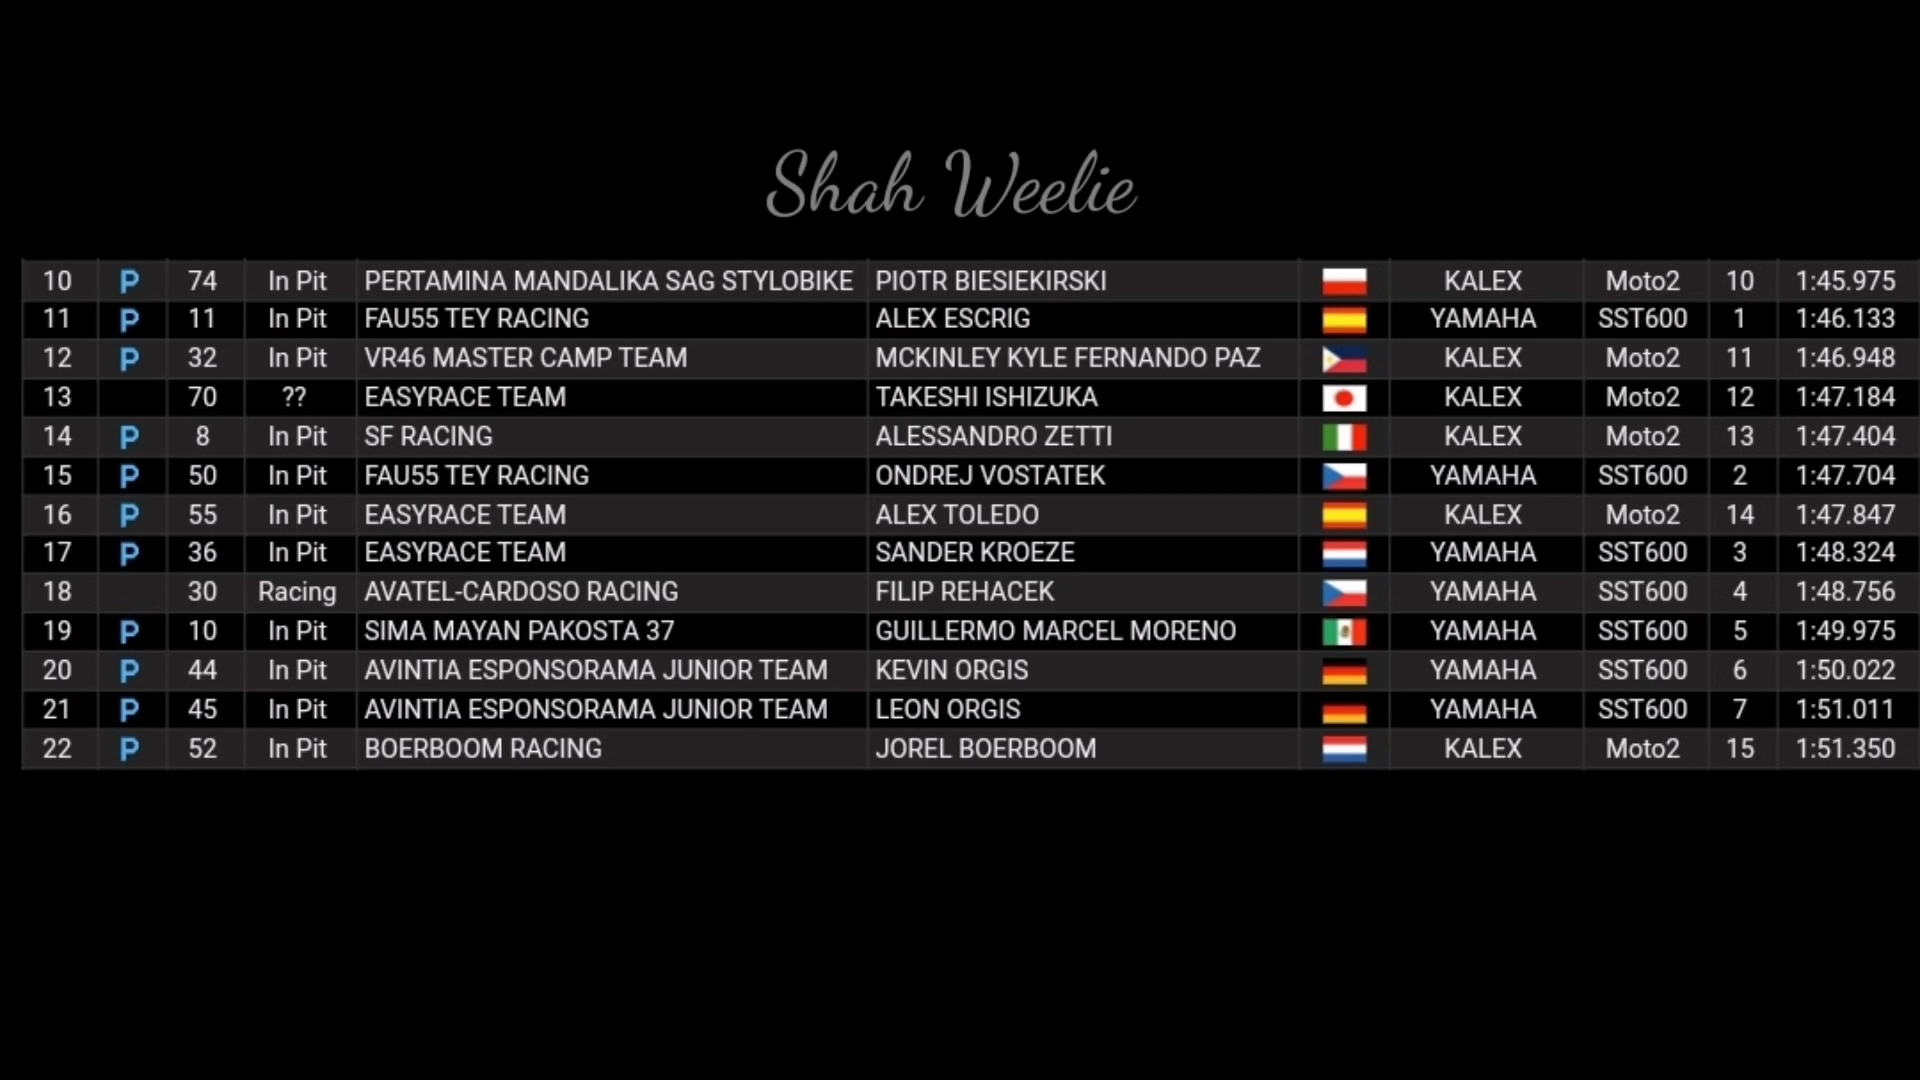 Shah Weelie
10 P 74 In Pit PERTAMINA MANDALIKA SAG STYLOBIKE PIOTR BIESIEKIRSKI KALEX Moto2 10 1:45.975
11 P 11 In Pit FAU55 TEY RACING ALEX ESCRIG YAMAHA SST600 1 1:46.133
12 P 32 In Pit VR46 MASTER CAMP TEAM MCKINLEY KYLE FERNANDO PAZ KALEX Moto2 11 1:46.948
13 70 ?? EASYRACE TEAM TAKESHI ISHIZUKA KALEX Moto2 12 1:47.184
14 P 8 In Pit SF RACING ALESSANDRO ZETTI KALEX Moto2 13 1:47.404
15 P 50 In Pit FAU55 TEY RACING ONDREJ VOSTATEK YAMAHA SST600 2 1:47.704
16 P 55 In Pit EASYRACE TEAM ALEX TOLEDO KALEX Moto2 14 1:47.847
17 P 36 In Pit EASYRACE TEAM SANDER KROEZE YAMAHA SST600 3 1:48.324
18 30 Racing AVATEL-CARDOSO RACING FILIP REHACEK YAMAHA SST600 4 1:48.756
19 P 10 In Pit SIMA MAYAN PAKOSTA 37 GUILLERMO MARCEL MORENO YAMAHA SST600 5 1:49.975
20 P 44 In Pit AVINTIA ESPONSORAMA JUNIOR TEAM KEVIN ORGIS YAMAHA SST600 6 1:50.022
21 P 45 In Pit AVINTIA ESPONSORAMA JUNIOR TEAM LEON ORGIS YAMAHA SST600 7 1:51.011
22 P 52 In Pit BOERBOOM RACING JOREL BOERBOOM KALEX Moto2 15 1:51.350